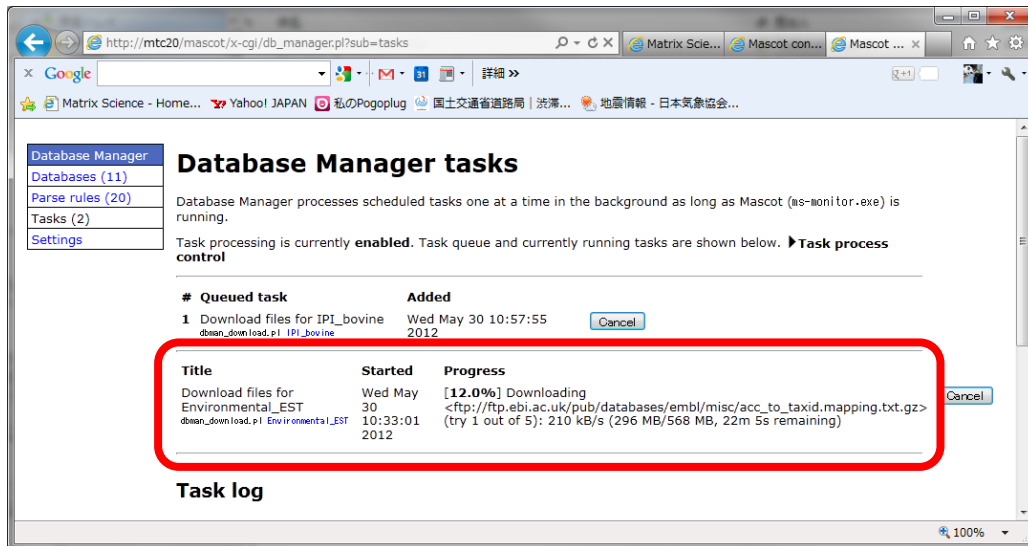 http://mtc20/mascot/x-cgi/db_manager.pl?sub=tasks
Matrix Scie...
Mascot con...
Mascot ...
Google
31
詳細 »
Matrix Science - Home...
Yahoo! JAPAN
私のPogoplug
国土交通省道路局 | 渋滞...
地震情報 - 日本気象協会...
Database Manager
Databases (11)
Parse rules (20)
Tasks (2)
Settings
Database Manager tasks
Database Manager processes scheduled tasks one at a time in the background as long as Mascot (ms-monitor.exe) is
running.
Task processing is currently enabled. Task queue and currently running tasks are shown below. Task process
control
# Queued task Added
1 Download files for IPI_bovine Wed May 30 10:57:55 Cancel
dbman_download.pl IPI_bovine 2012
Title Started Progress
Download files for Wed May [12.0%] Downloading
Environmental_EST 30 <ftp://ftp.ebi.ac.uk/pub/databases/embl/misc/acc_to_taxid.mapping.txt.gz> Cancel
dbman_download.pl Environmental_EST 10:33:01 (try 1 out of 5): 210 kB/s (296 MB/568 MB, 22m 5s remaining)
2012
Task log
100%